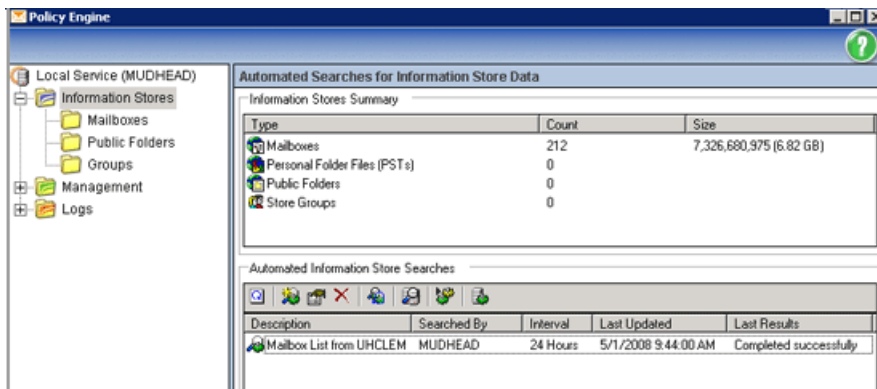 Policy Engine
?
Local Service (MUDHEAD)
Information Stores
Mailboxes
Public Folders
Groups
Management
Logs
Automated Searches for Information Store Data
Information Stores Summary
Type Count Size
Mailboxes 212 7,326,680,975 (6.82 GB)
Personal Folder Files (PSTs) 0
Public Folders 0
Store Groups 0
Automated Information Store Searches
Description Searched By Interval Last Updated Last Results
Mailbox List from UHCLEM MUDHEAD 24 Hours 5/1/2008 9:44:00 AM Completed successfully